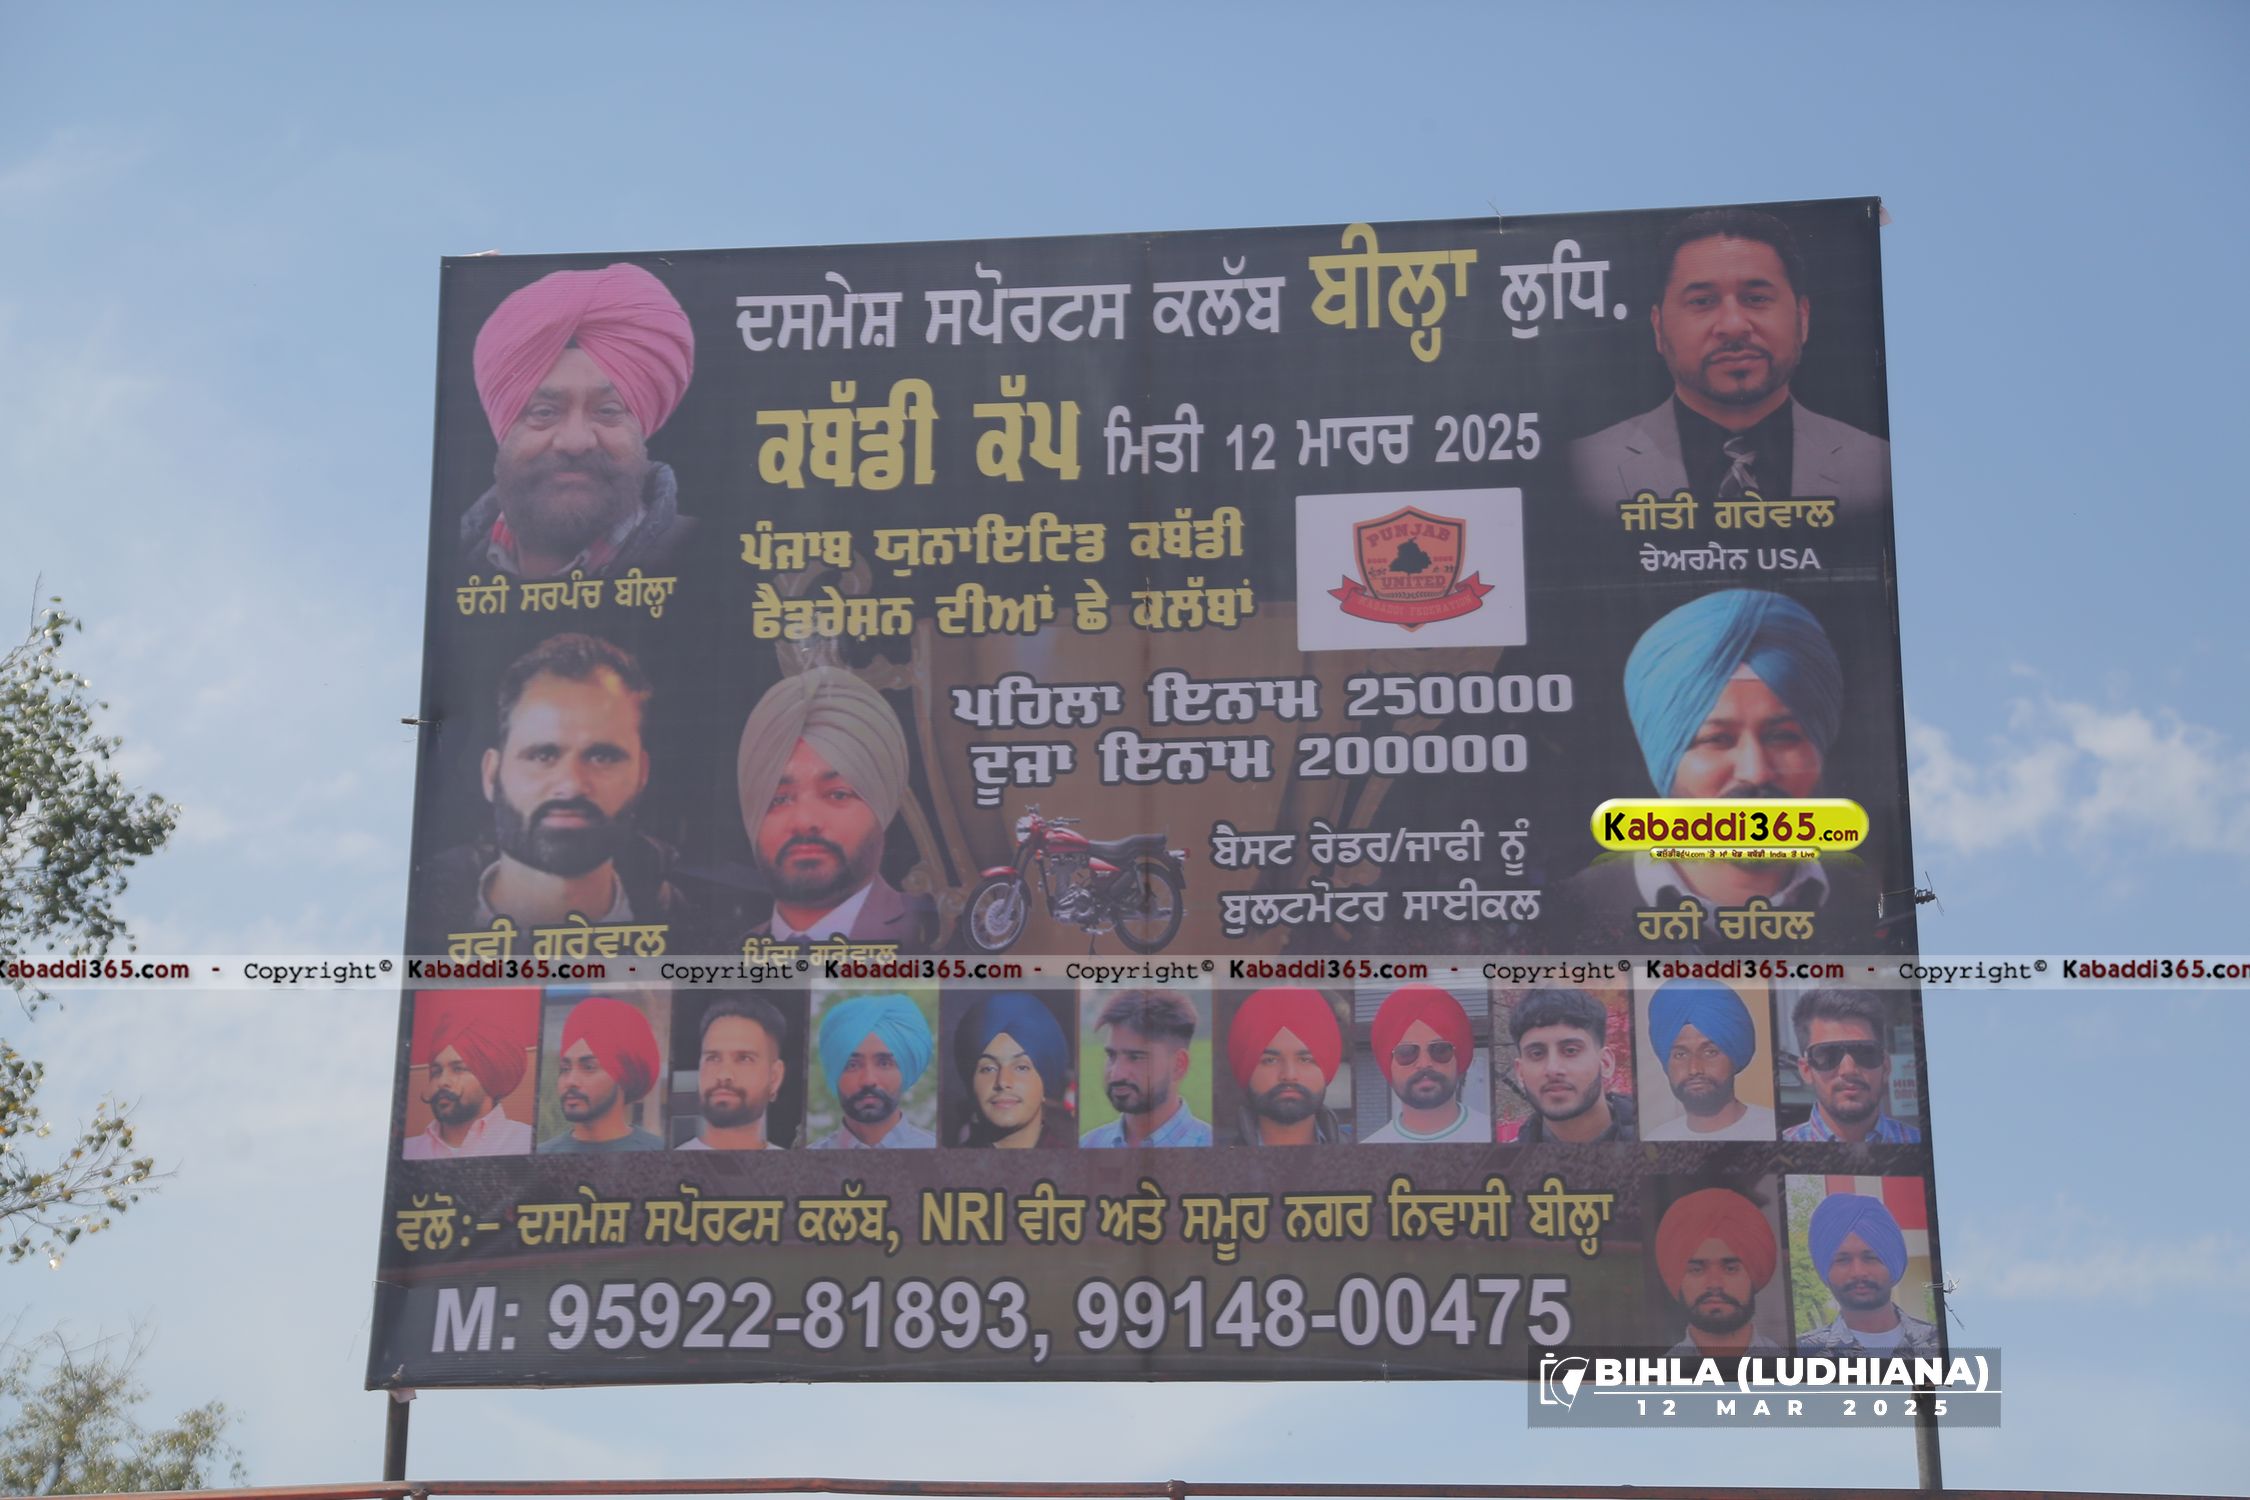 ਦਸਮੇਸ਼ ਸਪੋਰਟਸ ਕਲੱਬ ਬੀਲ੍ਹਾ ਲੁਧਿ.
ਕਬੱਡੀ ਕੱਪ ਮਿਤੀ 12 ਮਾਰਚ 2025
ਪੰਜਾਬ ਯੁਨਾਇਟਿਡ ਕਬੱਡੀ
ਫੈਡਰੇਸ਼ਨ ਦੀਆਂ ਛੇ ਕਲੱਬਾਂ
PUNJAB
UNITED
KABADDI FEDERATION
ਜੀਤੀ ਗਰੇਵਾਲ
ਚੇਅਰਮੈਨ USA
ਚੰਨੀ ਸਰਪੰਚ ਬੀਲ੍ਹਾ
ਪਹਿਲਾ ਇਨਾਮ 250000
ਦੂਜਾ ਇਨਾਮ 200000
ਬੈਸਟ ਰੇਡਰ/ਜਾਫੀ ਨੂੰ
ਬੁਲਟਮੋਟਰ ਸਾਈਕਲ
Kabaddi365.com
ਹਨੀ ਚਹਿਲ
ਰਵੀ ਗਰੇਵਾਲ
ਪਿੰਦਾ ਗਰੇਵਾਲ
Kabaddi365.com - Copyright© Kabaddi365.com - Copyright© Kabaddi365.com - Copyright© Kabaddi365.com - Copyright© Kabaddi365.com - Copyright© Kabaddi365.com
ਵੱਲੋ:- ਦਸਮੇਸ਼ ਸਪੋਰਟਸ ਕਲੱਬ, NRI ਵੀਰ ਅਤੇ ਸਮੂਹ ਨਗਰ ਨਿਵਾਸੀ ਬੀਲ੍ਹਾ
M: 95922-81893, 99148-00475
BIHLA (LUDHIANA)
12 MAR 2025